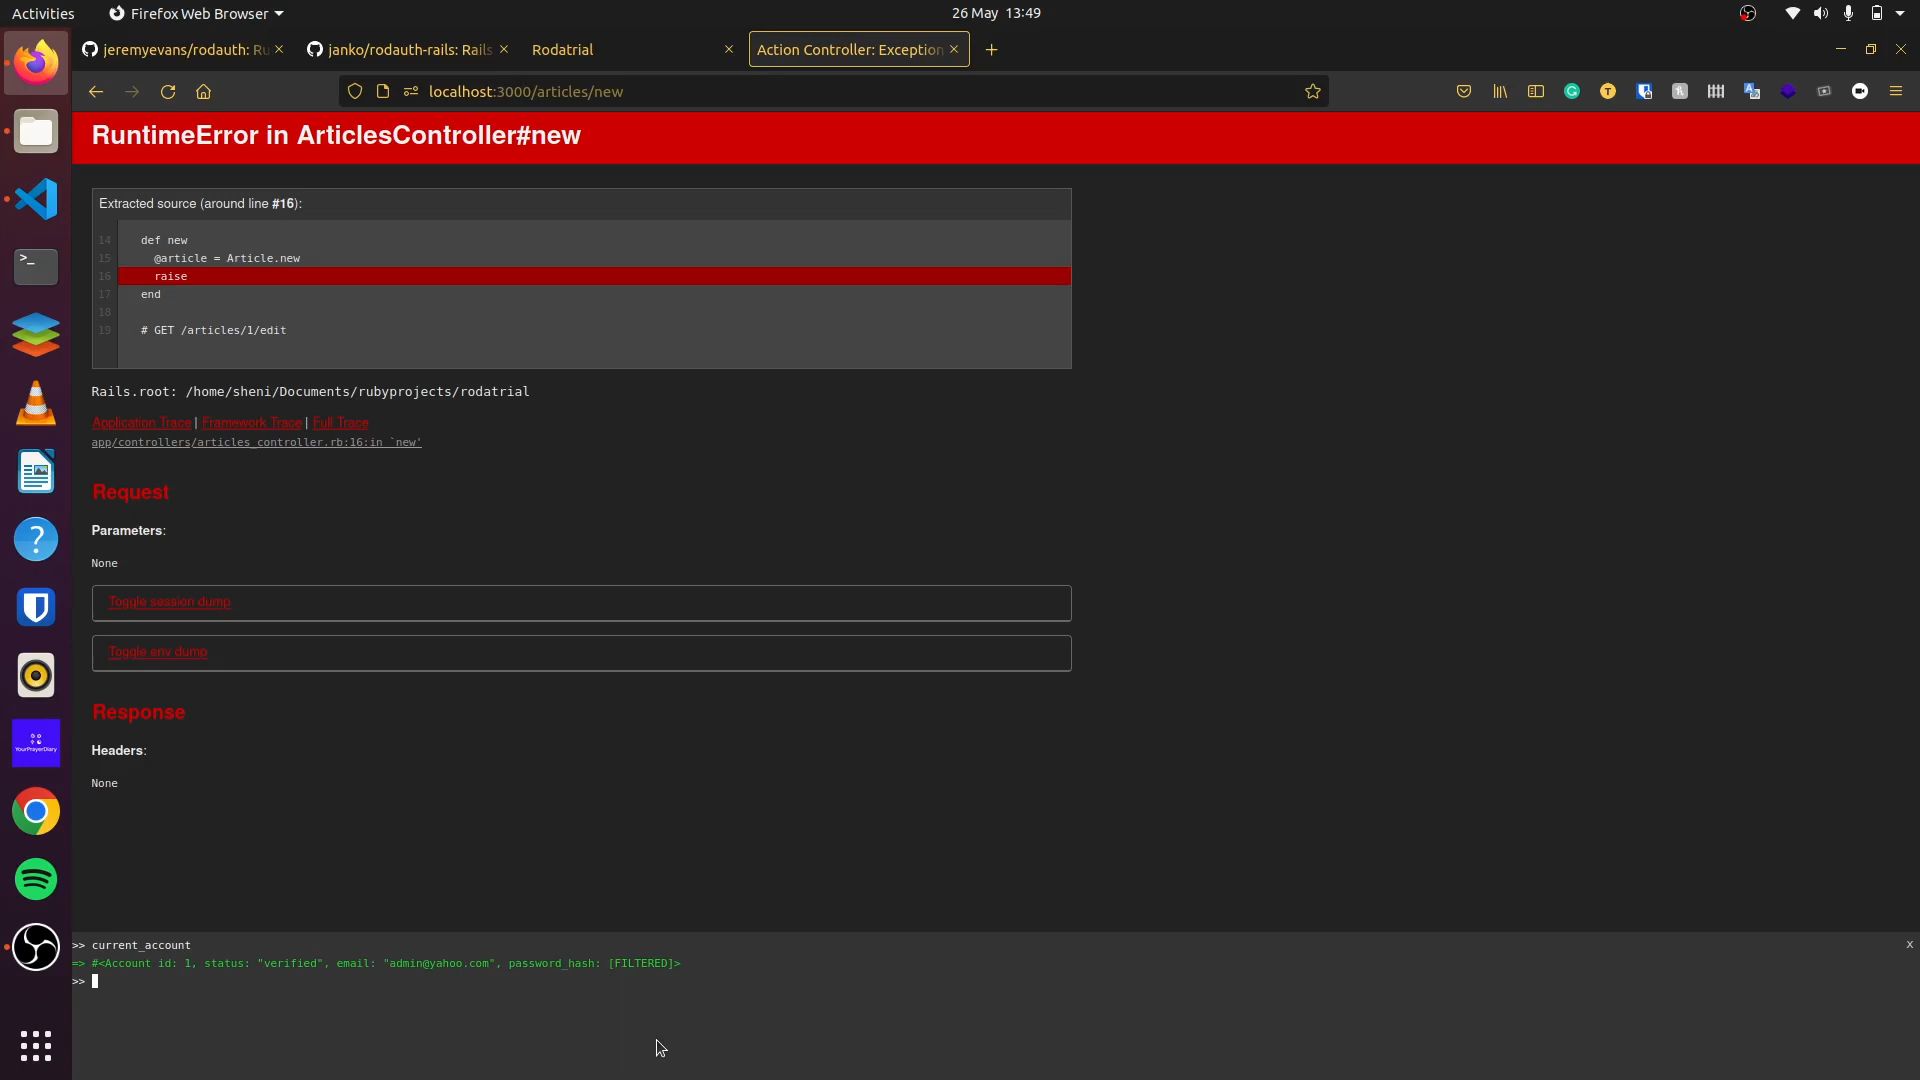 Activities
Firefox Web Browser
26 May 13:49
jeremyevans/rodauth: Ru
janko/rodauth-rails: Rails
Rodatrial
Action Controller: Exception
localhost:3000/articles/new
RuntimeError in ArticlesController#new
Extracted source (around line #16):
14 def new
15 @article = Article.new
16 raise
17 end
18
19 # GET /articles/1/edit
Rails.root: /home/sheni/Documents/rubyprojects/rodatrial
Application Trace | Framework Trace | Full Trace
app/controllers/articles_controller.rb:16:in `new'
Request
Parameters:
None
Toggle session dump
Toggle env dump
Response
Headers:
None
YourPrayerDiary
>> current_account
x
=> #<Account id: 1, status: "verified", email: "admin@yahoo.com", password_hash: [FILTERED]>
>>